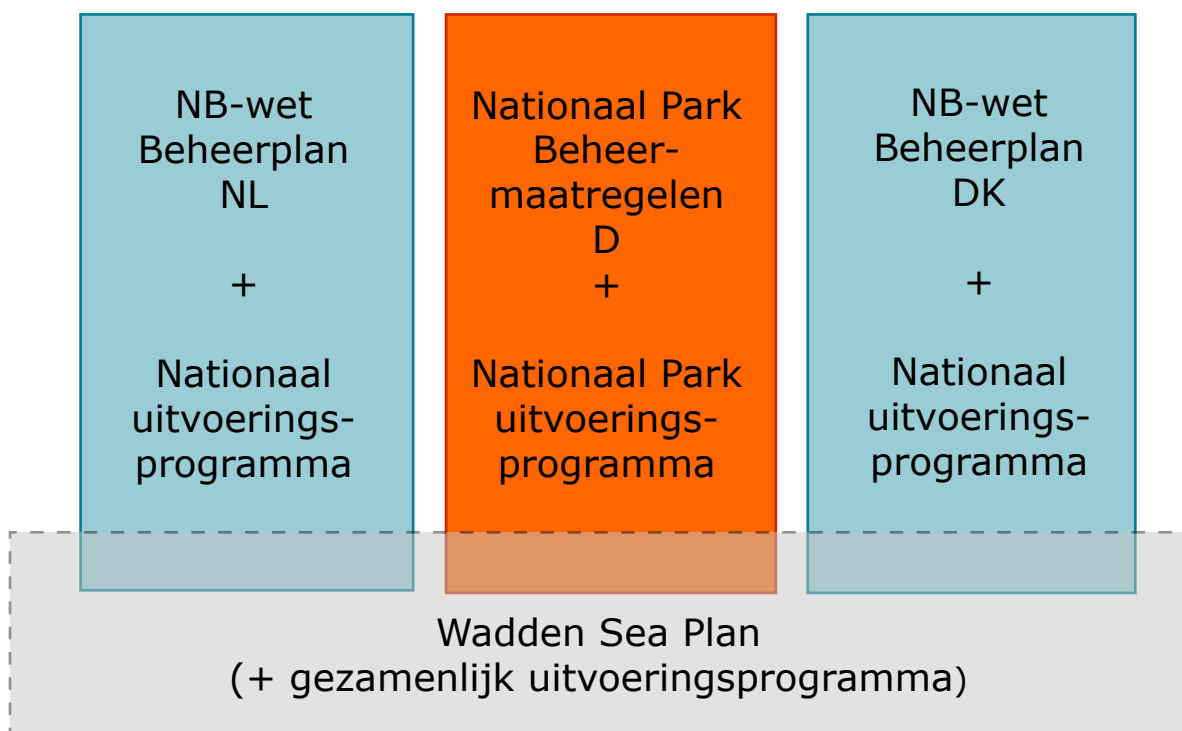 NB-wet
Beheerplan
NL
+
Nationaal
uitvoerings-
programma
Nationaal Park
Beheer-
maatregelen
D
+
Nationaal Park
uitvoerings-
programma
NB-wet
Beheerplan
DK
+
Nationaal
uitvoerings-
programma
Wadden Sea Plan
(+ gezamenlijk uitvoeringsprogramma)